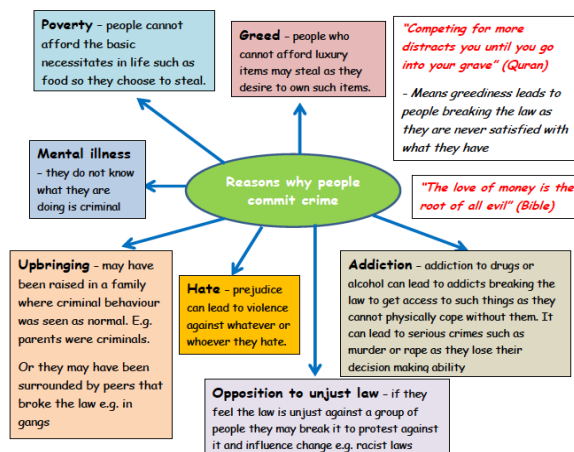 Poverty – people cannot
afford the basic
necessitates in life such as
food so they choose to steal.
Greed – people who
cannot afford luxury
items may steal as they
desire to own such items.
“Competing for more
distracts you until you go
into your grave” (Quran)
- Means greediness leads to
people breaking the law as
they are never satisfied with
what they have
Mental illness
– they do not know
what they are
doing is criminal
Reasons why people
commit crime
“The love of money is the
root of all evil” (Bible)
Upbringing – may have
been raised in a family
where criminal behaviour
was seen as normal. E.g.
parents were criminals.
Or they may have been
surrounded by peers that
broke the law e.g. in
gangs
Hate – prejudice
can lead to violence
against whatever or
whoever they hate.
Addiction – addiction to drugs or
alcohol can lead to addicts breaking the
law to get access to such things as they
cannot physically cope without them. It
can lead to serious crimes such as
murder or rape as they lose their
decision making ability
Opposition to unjust law – if they
feel the law is unjust against a group of
people they may break it to protest against
it and influence change e.g. racist laws